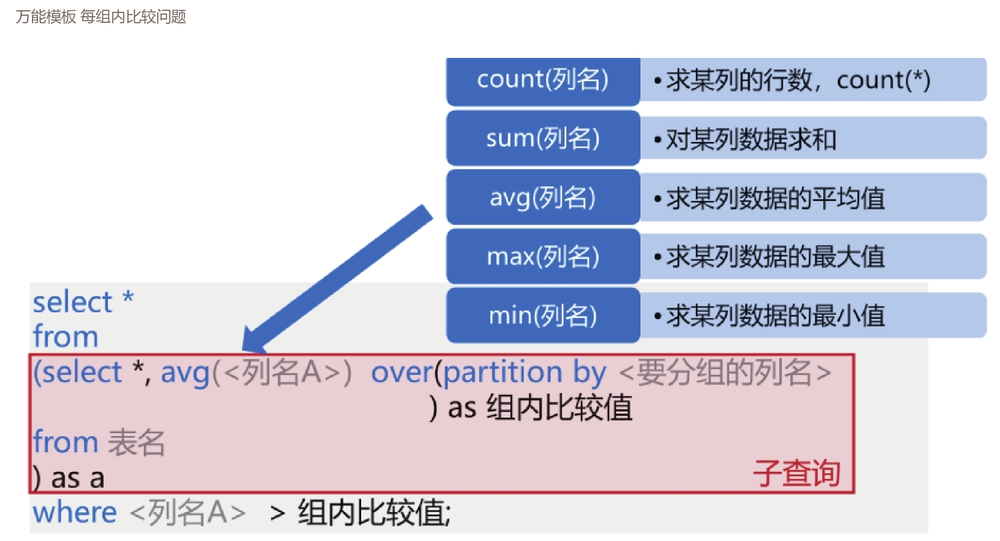 万能模板 每组内比较问题
count(列名)
•求某列的行数，count(*)
sum(列名)
•对某列数据求和
avg(列名)
•求某列数据的平均值
max(列名)
•求某列数据的最大值
min(列名)
•求某列数据的最小值
select *
from
(select *, avg(<列名A>) over(partition by <要分组的列名>
) as 组内比较值
from 表名
) as a
子查询
where <列名A> > 组内比较值;